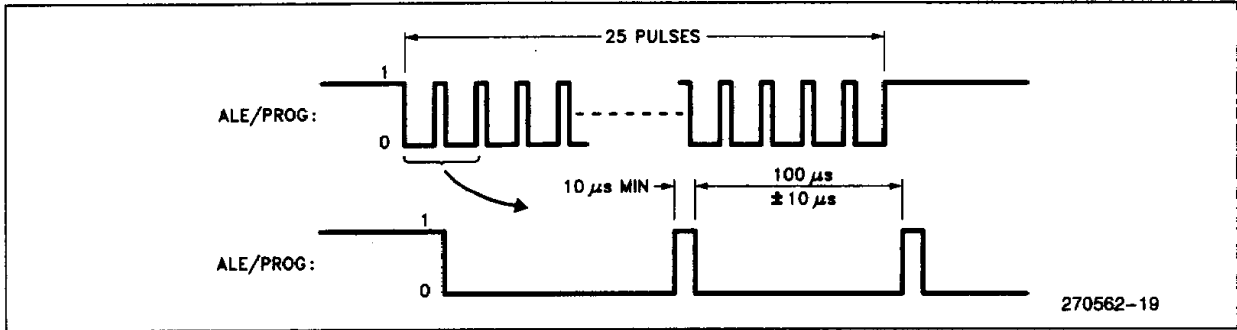 25 PULSES
1
ALE/PROG:
0
10 μs MIN
100 μs
±10 μs
1
ALE/PROG:
0
270562-19